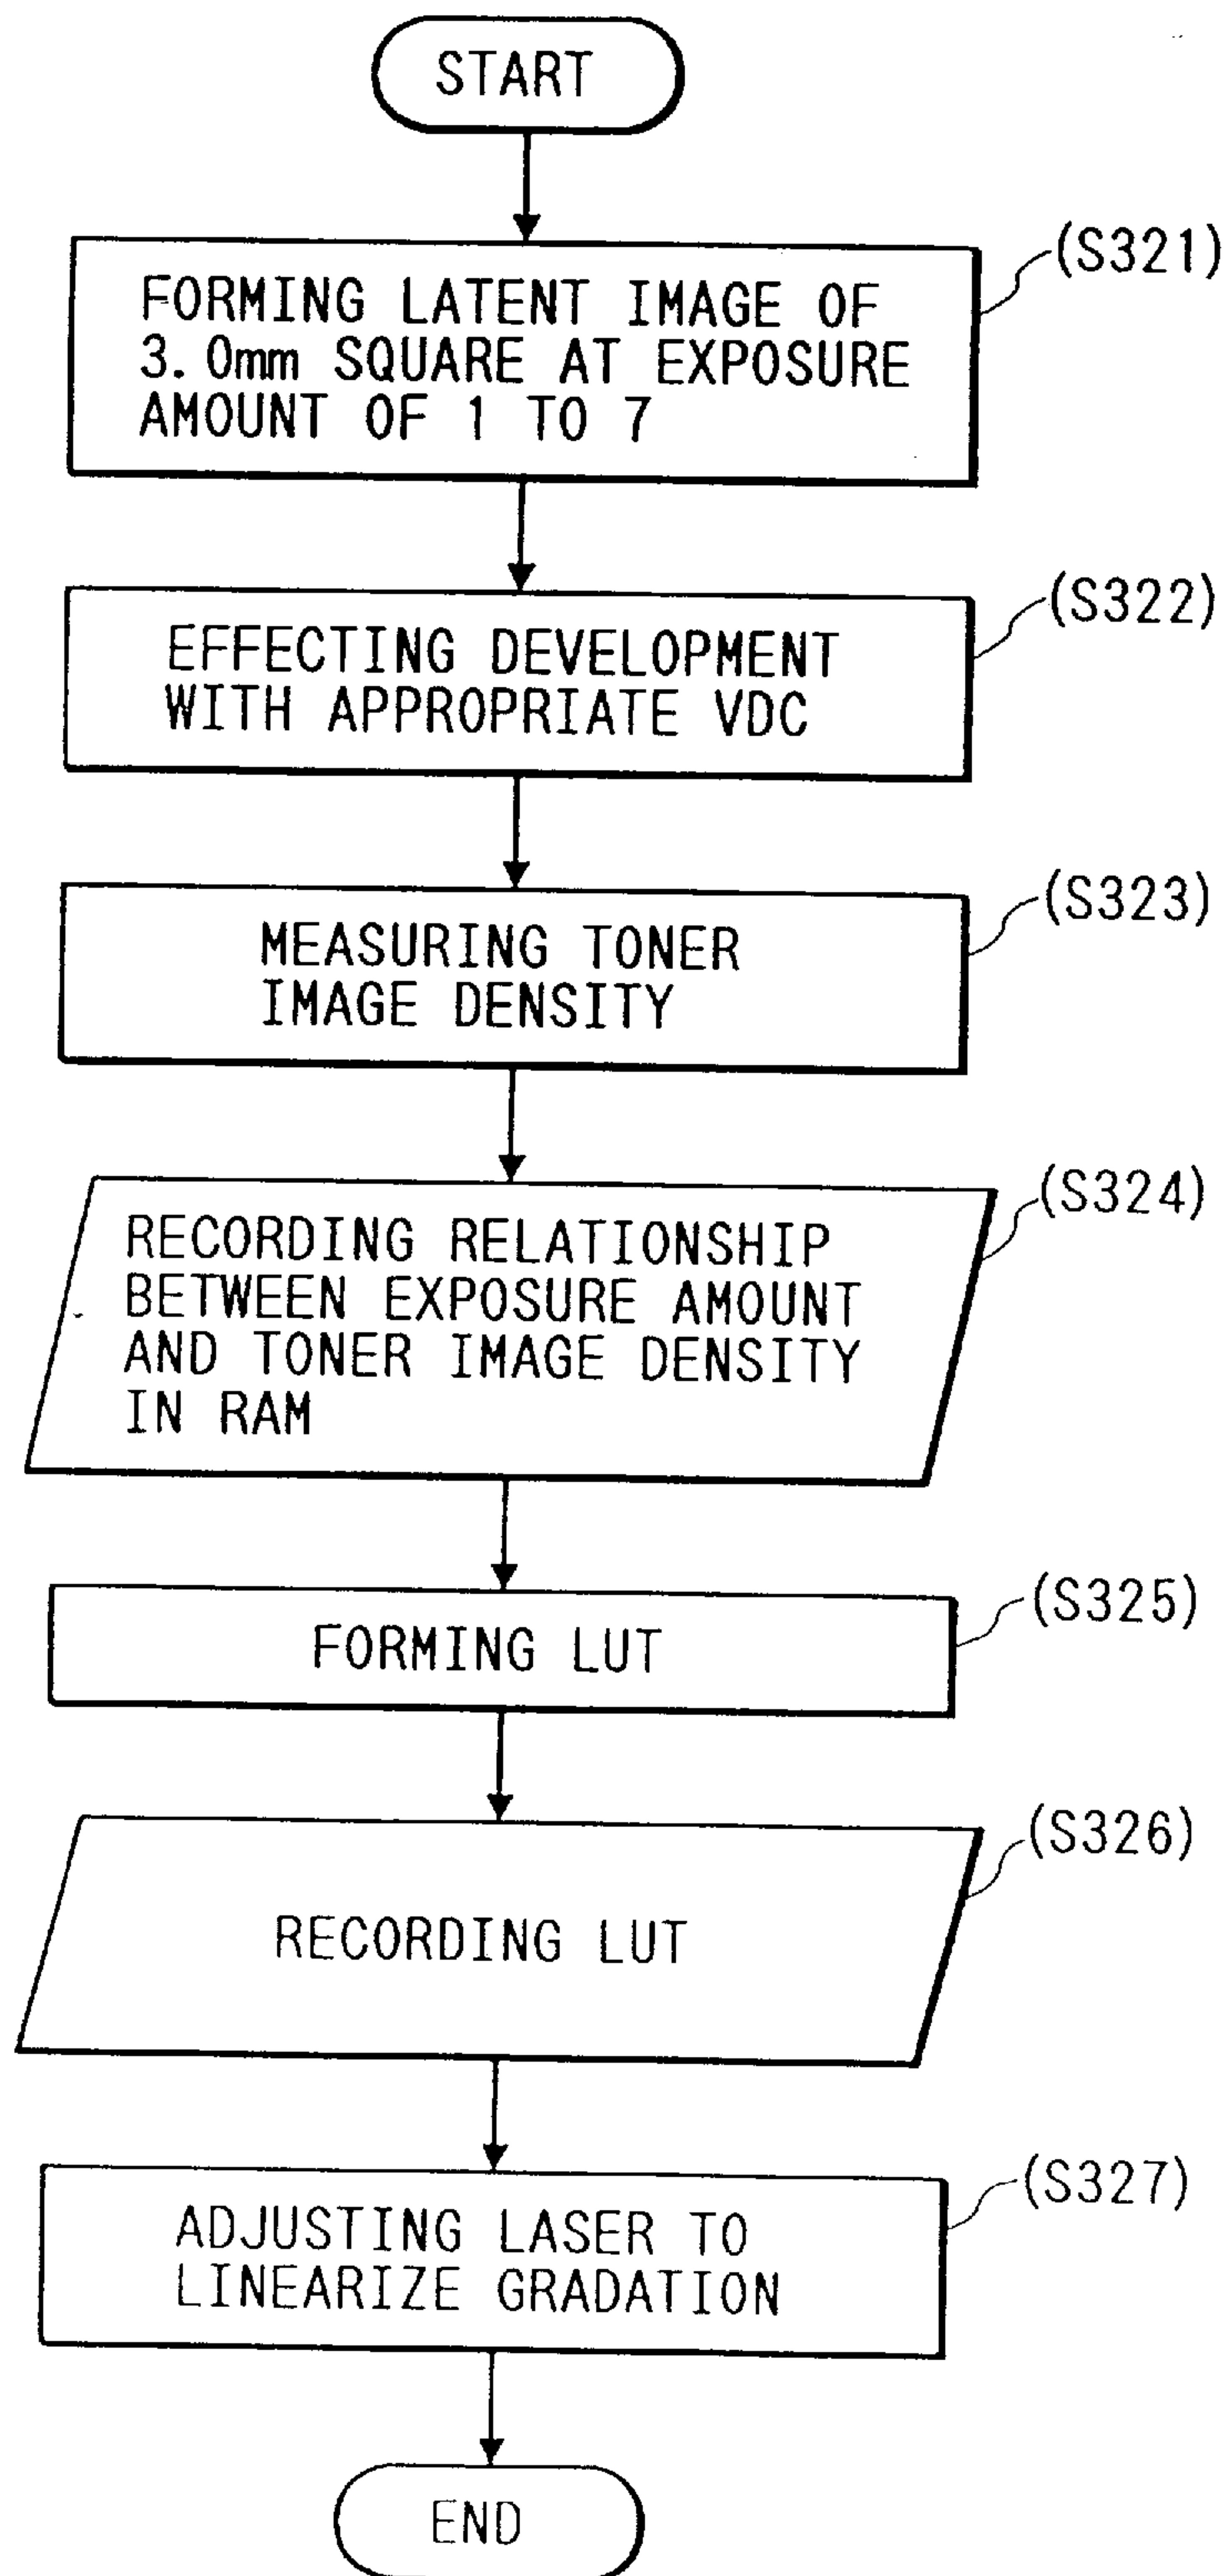 START
(S321)
FORMING LATENT IMAGE OF
3.0mm SQUARE AT EXPOSURE
AMOUNT OF 1 TO 7
(S322)
EFFECTING DEVELOPMENT
WITH APPROPRIATE VDC
(S323)
MEASURING TONER
IMAGE DENSITY
(S324)
RECORDING RELATIONSHIP
BETWEEN EXPOSURE AMOUNT
AND TONER IMAGE DENSITY
IN RAM
(S325)
FORMING LUT
(S326)
RECORDING LUT
(S327)
ADJUSTING LASER TO
LINEARIZE GRADATION
END